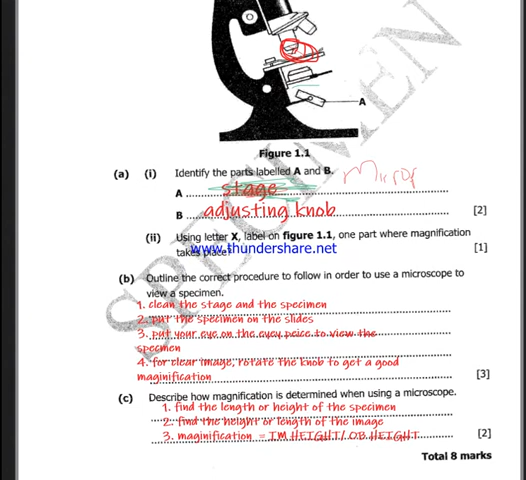 A
Figure 1.1
(a) (i) Identify the parts labelled A and B. Mirror
A stage
B adjusting knob [2]
(ii) Using letter X, label on figure 1.1, one part where magnification
takes place? [1]
www.thundershare.net
(b) Outline the correct procedure to follow in order to use a microscope to
view a specimen.
1. clean the stage and the specimen
2. put the specimen on the slides
3. put your eye on the eyey peice to view the
specmen
4. for clear image, rotate the knob to get a good
maginification [3]
(c) Describe how magnification is determined when using a microscope.
1. find the length or height of the specimen
2. find the height or length of the image
3. maginification = IM HEIGHT/ OB HEIGHT [2]
Total 8 marks
SPECIMEN